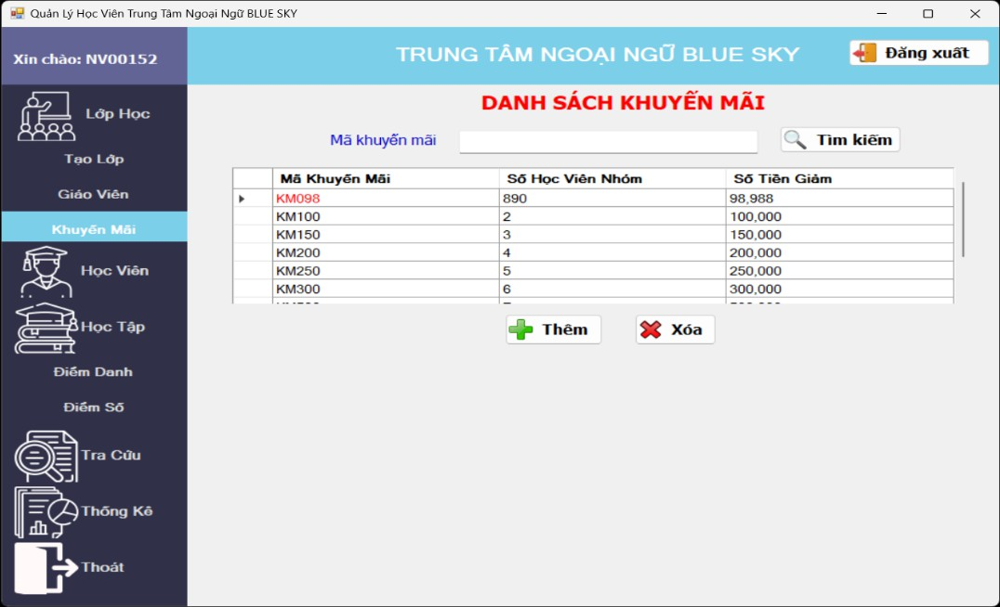 Quản Lý Học Viên Trung Tâm Ngoại Ngữ BLUE SKY
Xin chào: NV00152
TRUNG TÂM NGOẠI NGỮ BLUE SKY
Đăng xuất
Lớp Học
Tạo Lớp
Giáo Viên
Khuyến Mãi
Học Viên
Học Tập
Điểm Danh
Điểm Số
Tra Cứu
Thống Kê
Thoát
DANH SÁCH KHUYẾN MÃI
Mã khuyến mãi
Tìm kiếm
Mã Khuyến Mãi Số Học Viên Nhóm Số Tiền Giảm
KM098 890 98,988
KM100 2 100,000
KM150 3 150,000
KM200 4 200,000
KM250 5 250,000
KM300 6 300,000
Thêm Xóa